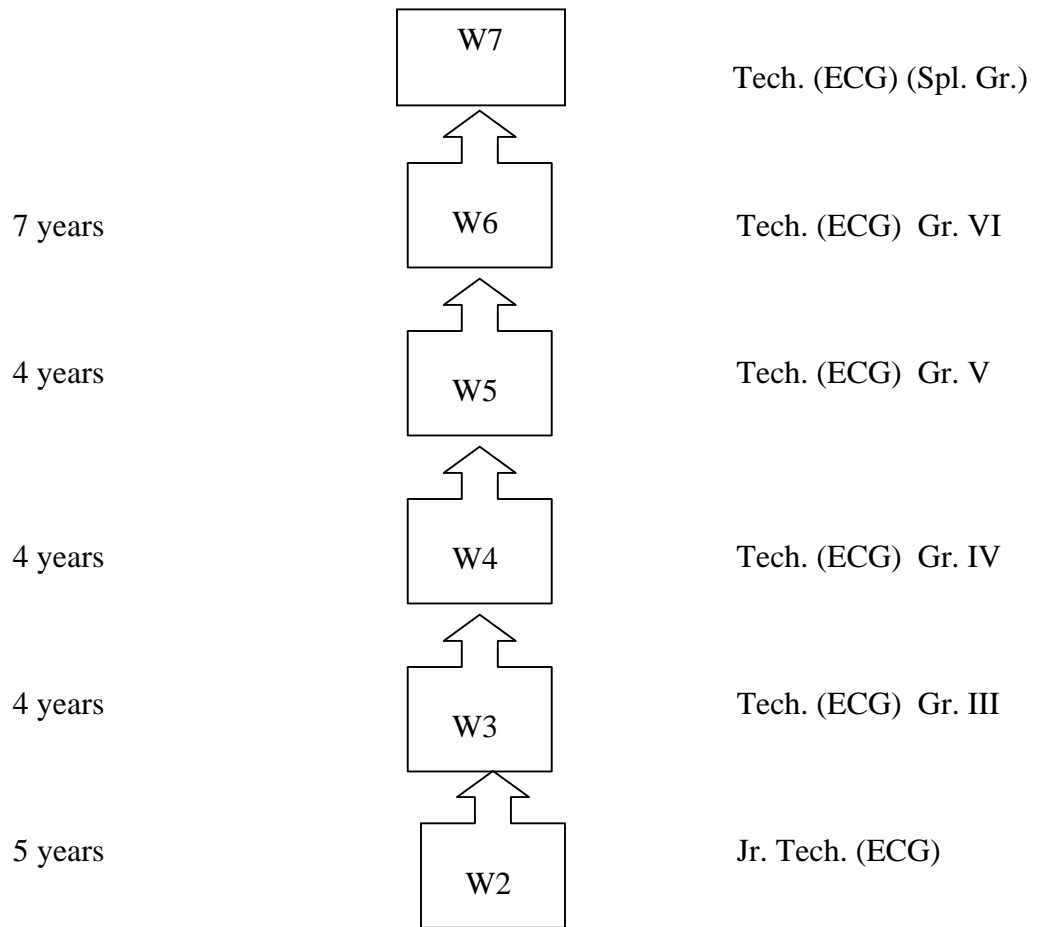 W7
Tech. (ECG) (Spl. Gr.)
7 years W6 Tech. (ECG) Gr. VI
4 years W5 Tech. (ECG) Gr. V
4 years W4 Tech. (ECG) Gr. IV
4 years W3 Tech. (ECG) Gr. III
5 years W2 Jr. Tech. (ECG)